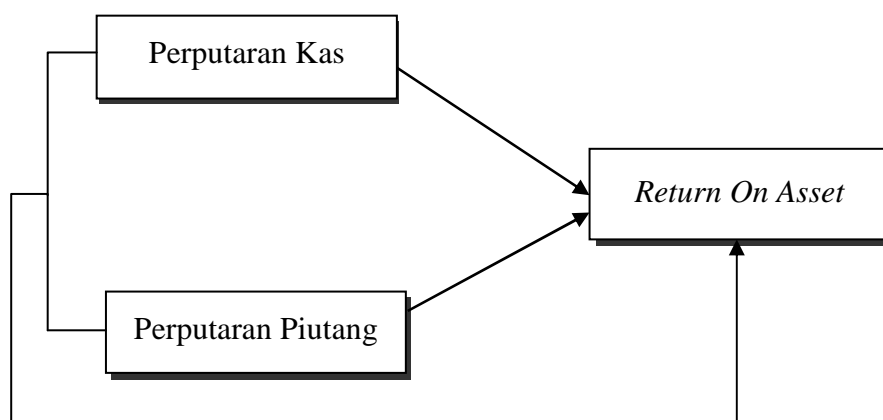 Perputaran Kas
Return On Asset
Perputaran Piutang